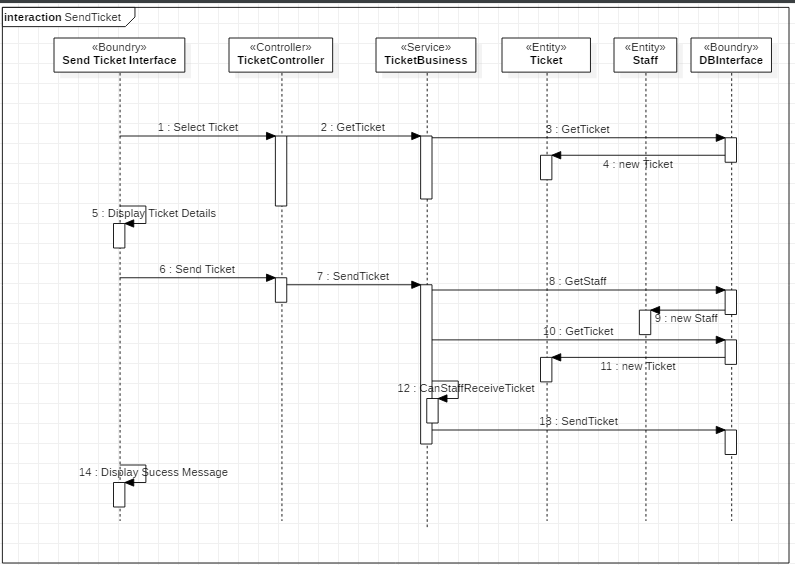 interaction SendTicket
«Boundry»
Send Ticket Interface
«Controller»
TicketController
«Service»
TicketBusiness
«Entity»
Ticket
«Entity»
Staff
«Boundry»
DBInterface
1 : Select Ticket
2 : GetTicket
3 : GetTicket
4 : new Ticket
5 : Display Ticket Details
6 : Send Ticket
7 : SendTicket
8 : GetStaff
9 : new Staff
10 : GetTicket
11 : new Ticket
12 : CanStaffReceiveTicket
13 : SendTicket
14 : Display Sucess Message